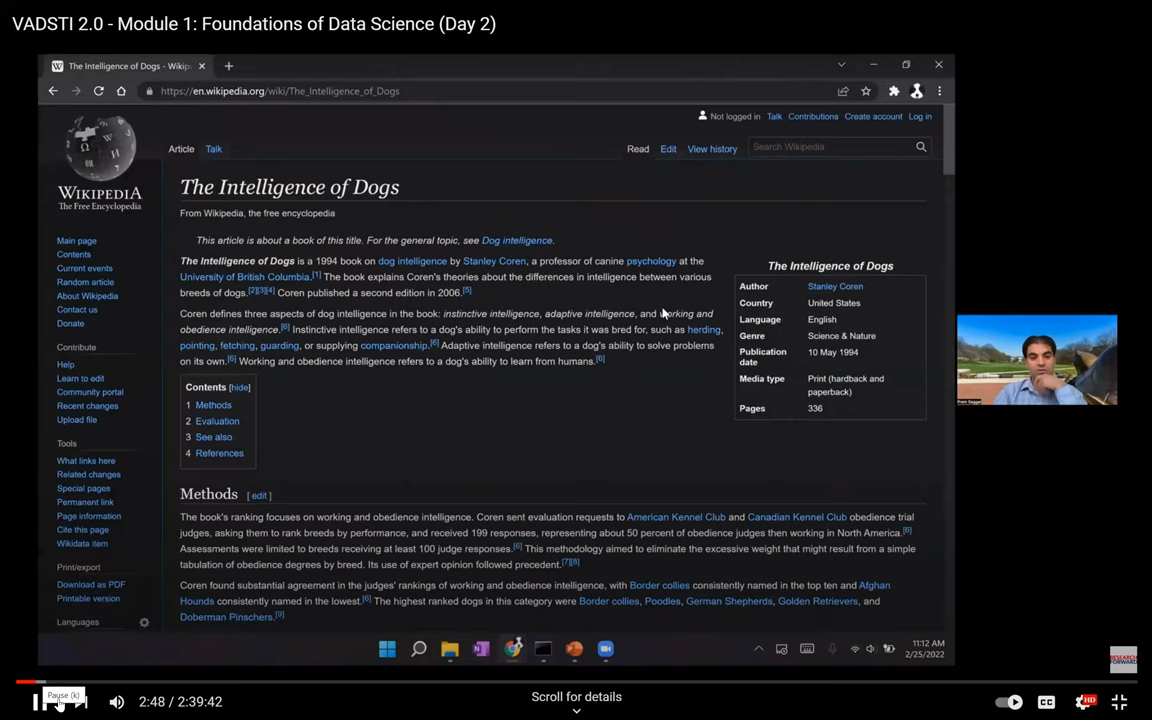 VADSTI 2.0 - Module 1: Foundations of Data Science (Day 2)
The Intelligence of Dogs - Wikip
https://en.wikipedia.org/wiki/The_Intelligence_of_Dogs
Not logged in Talk Contributions Create account Log in
Article Talk
Read Edit View history
Search Wikipedia
WIKIPEDIA
The Free Encyclopedia
Main page
Contents
Current events
Random article
About Wikipedia
Contact us
Donate
Contribute
Help
Learn to edit
Community portal
Recent changes
Upload file
Tools
What links here
Related changes
Special pages
Permanent link
Page information
Cite this page
Wikidata item
Print/export
Download as PDF
Printable version
Languages
The Intelligence of Dogs
From Wikipedia, the free encyclopedia
This article is about a book of this title. For the general topic, see Dog intelligence.
The Intelligence of Dogs is a 1994 book on dog intelligence by Stanley Coren, a professor of canine psychology at the
University of British Columbia.[1] The book explains Coren's theories about the differences in intelligence between various
breeds of dogs.[2][3][4] Coren published a second edition in 2006.[5]
Coren defines three aspects of dog intelligence in the book: instinctive intelligence, adaptive intelligence, and working and
obedience intelligence.[6] Instinctive intelligence refers to a dog's ability to perform the tasks it was bred for, such as herding,
pointing, fetching, guarding, or supplying companionship.[6] Adaptive intelligence refers to a dog's ability to solve problems
on its own.[6] Working and obedience intelligence refers to a dog's ability to learn from humans.[6]
The Intelligence of Dogs
Author Stanley Coren
Country United States
Language English
Genre Science & Nature
Publication 10 May 1994
date
Media type Print (hardback and
paperback)
Pages 336
Contents [hide]
1 Methods
2 Evaluation
3 See also
4 References
Methods [ edit ]
The book's ranking focuses on working and obedience intelligence. Coren sent evaluation requests to American Kennel Club and Canadian Kennel Club obedience trial
judges, asking them to rank breeds by performance, and received 199 responses, representing about 50 percent of obedience judges then working in North America.[6]
Assessments were limited to breeds receiving at least 100 judge responses.[6] This methodology aimed to eliminate the excessive weight that might result from a simple
tabulation of obedience degrees by breed. Its use of expert opinion followed precedent.[7][8]
Coren found substantial agreement in the judges' rankings of working and obedience intelligence, with Border collies consistently named in the top ten and Afghan
Hounds consistently named in the lowest.[6] The highest ranked dogs in this category were Border collies, Poodles, German Shepherds, Golden Retrievers, and
Doberman Pinschers.[9]
11:12 AM
2/25/2022
RESEARCH
FORWARD
Pause (k)
2:48 / 2:39:42
Scroll for details
CC
HD